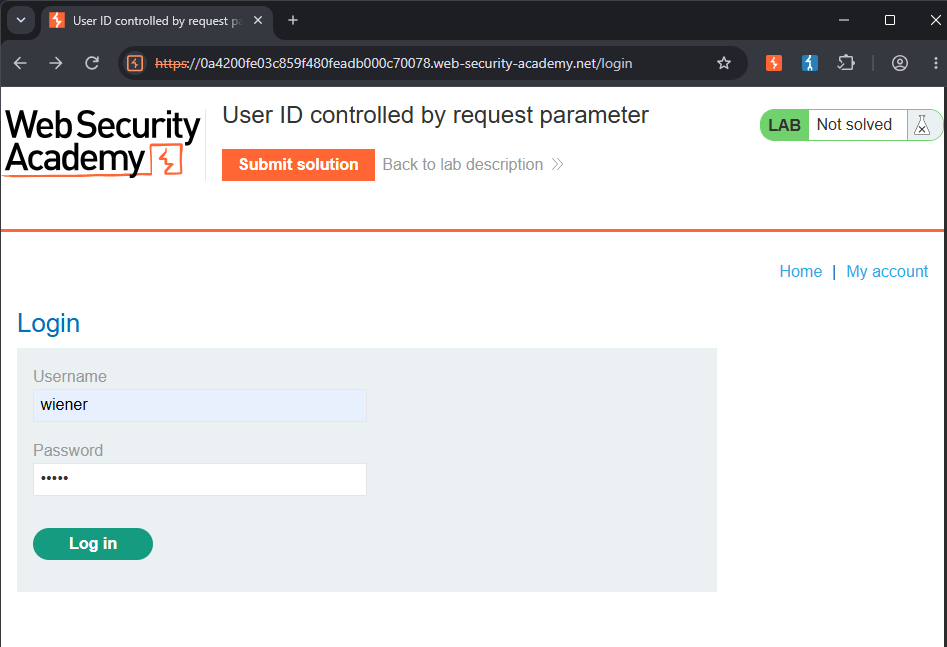 User ID controlled by request pa
https://0a4200fe03c859f480feadb000c70078.web-security-academy.net/login
Web Security
Academy
User ID controlled by request parameter
Submit solution
Back to lab description
LAB
Not solved
Home | My account
Login
Username
wiener
Password
•••••
Log in